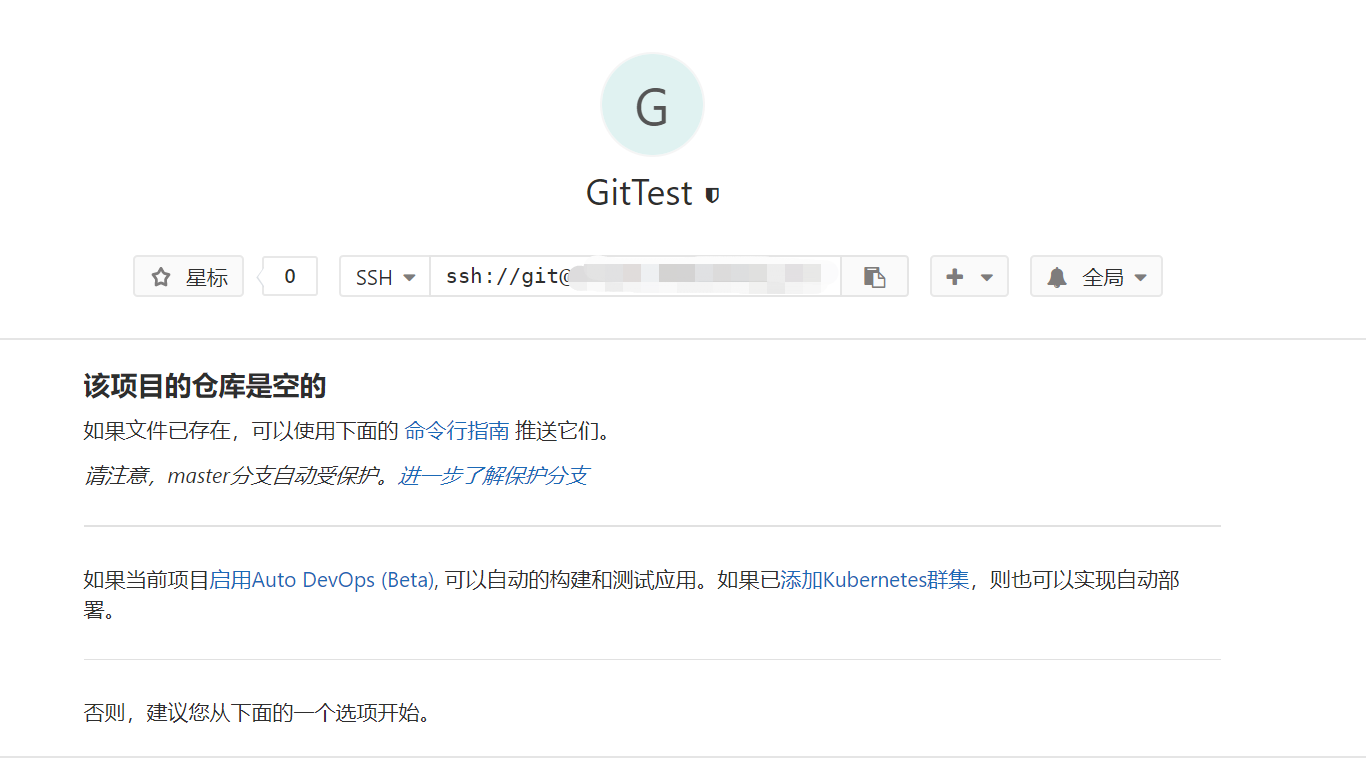 G
GitTest
星标 0 SSH ssh://git@ 全局
该项目的仓库是空的
如果文件已存在，可以使用下面的 命令行指南 推送它们。
请注意，master分支自动受保护。进一步了解保护分支
如果当前项目启用Auto DevOps (Beta), 可以自动的构建和测试应用。如果已添加Kubernetes群集，则也可以实现自动部
署。
否则，建议您从下面的一个选项开始。